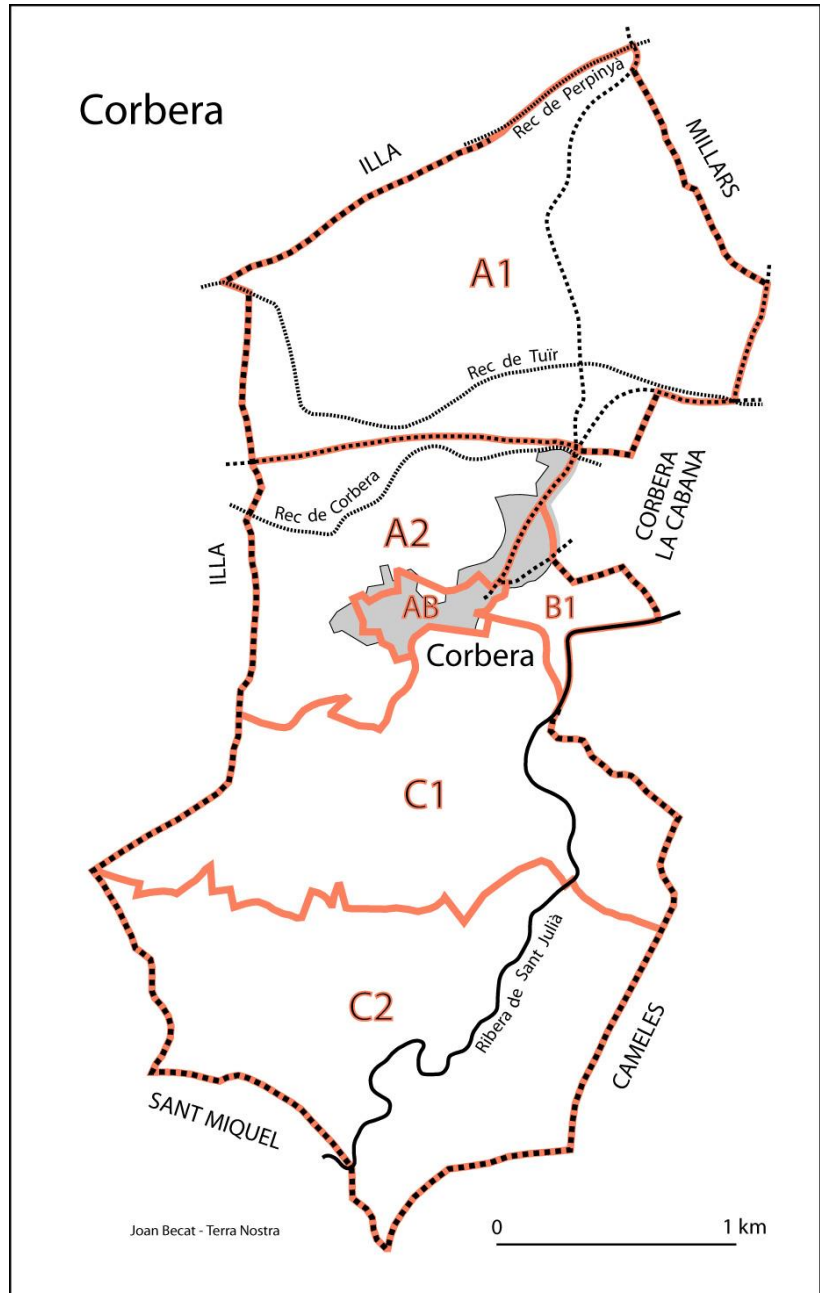 Corbera
Rec de Perpinyà
ILLA
MILLARS
A1
Rec de Tuïr
Rec de Corbera
CORBERA
LA CABANA
A2
ILLA
AB
B1
Corbera
C1
Ribera de Sant Julià
C2
CAMELES
SANT MIQUEL
Joan Becat - Terra Nostra
0
1 km